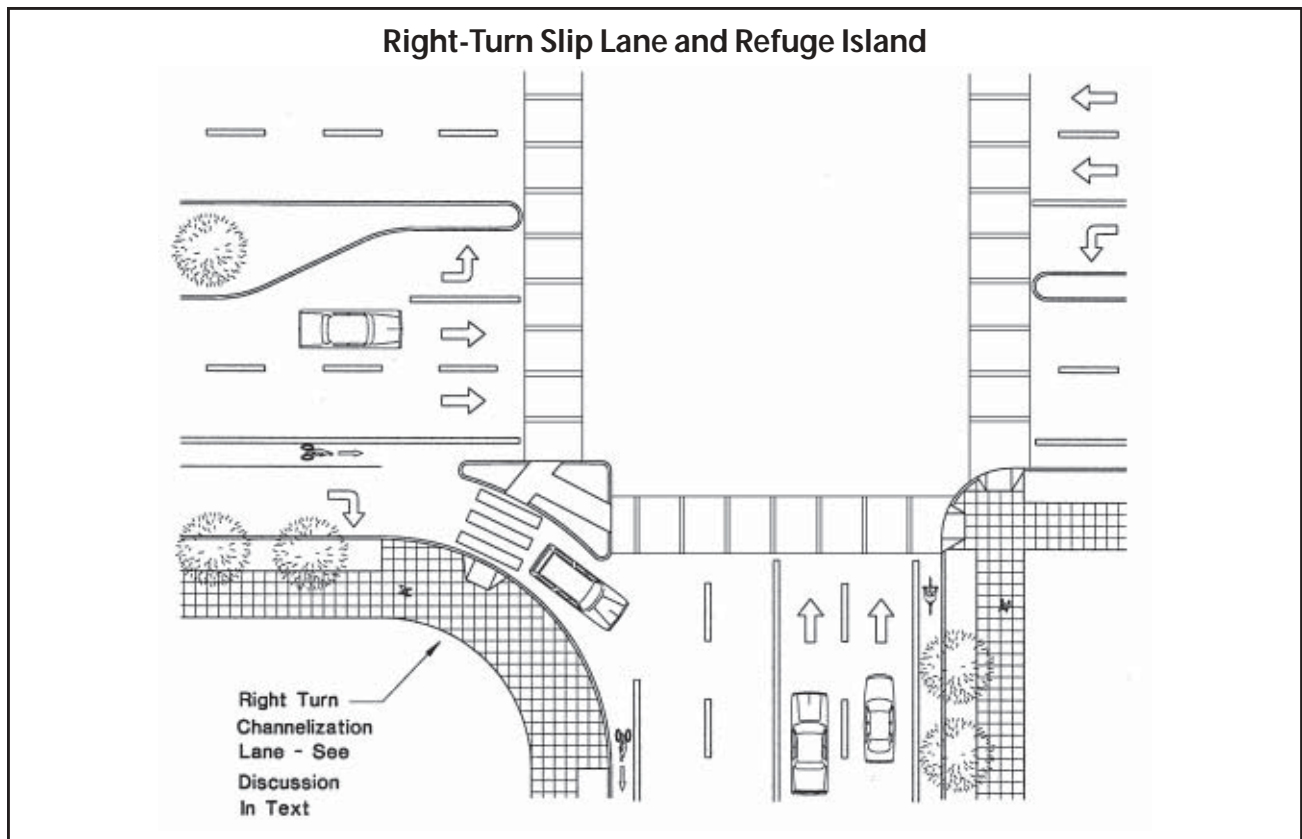 Right-Turn Slip Lane and Refuge Island
Right Turn
Channelization
Lane - See
Discussion
In Text